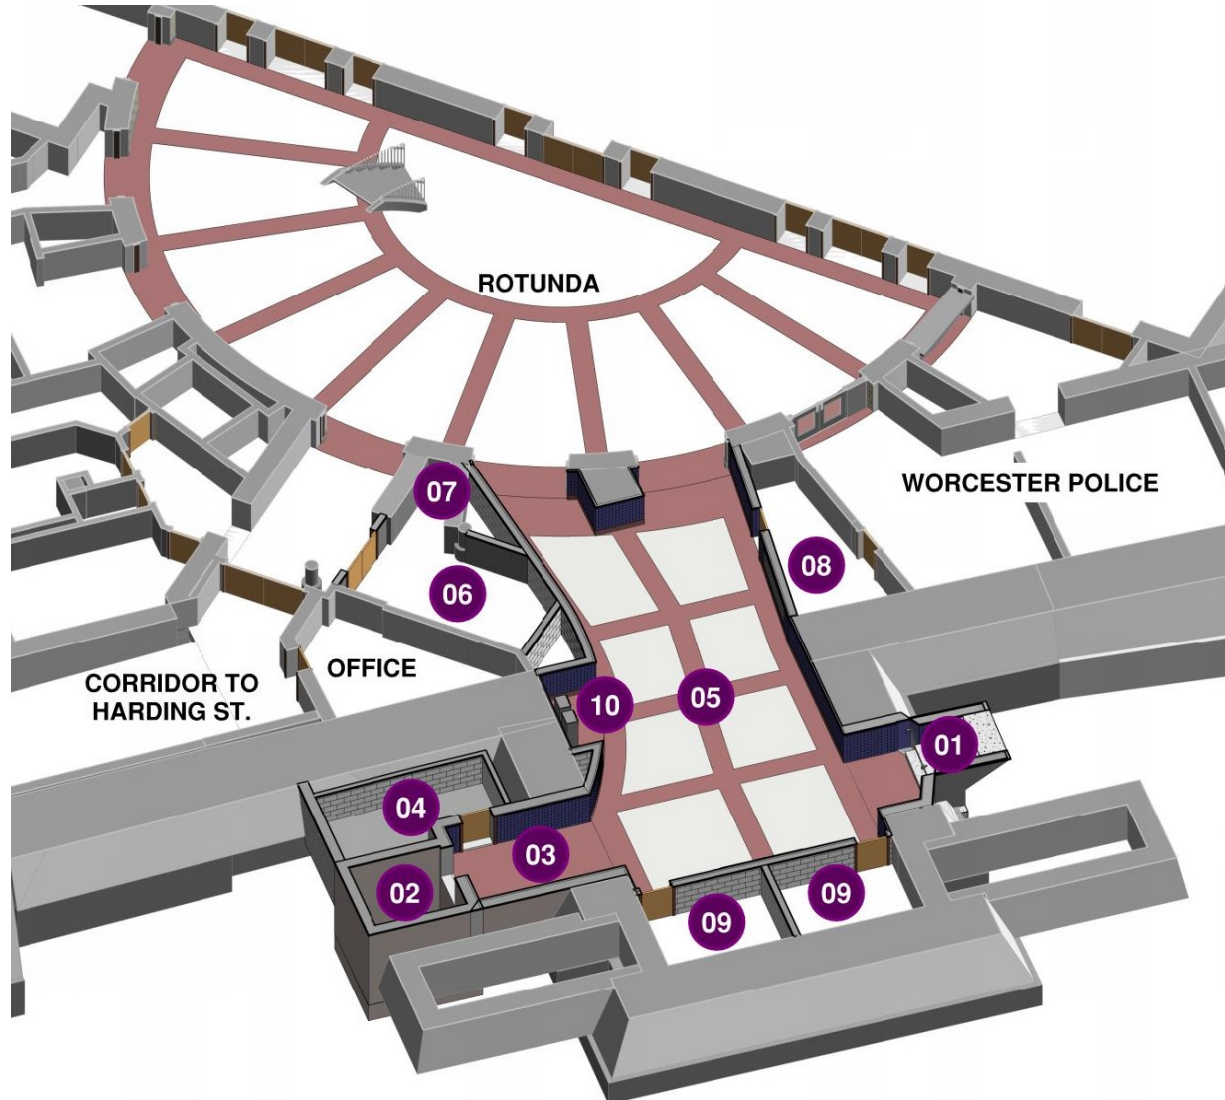 ROTUNDA
WORCESTER POLICE
07
08
06
OFFICE
CORRIDOR TO
HARDING ST.
10
05
01
04
03
02
09
09